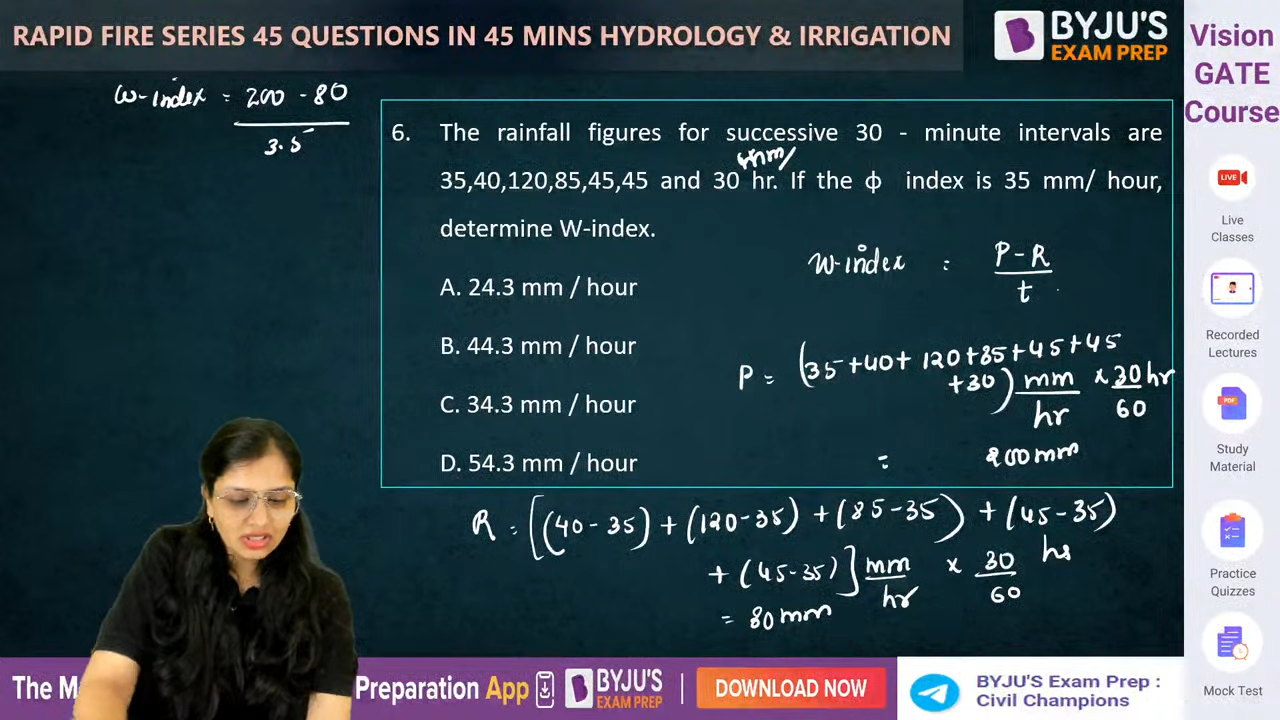 RAPID FIRE SERIES 45 QUESTIONS IN 45 MINS HYDROLOGY & IRRIGATION
BYJU'S
EXAM PREP
Vision
GATE
Course
W-index = 200 - 80
3.5
6. The rainfall figures for successive 30 - minute intervals are
mm/
35,40,120,85,45,45 and 30 hr. If the ϕ index is 35 mm/ hour,
determine W-index.
W-index = P-R
t
A. 24.3 mm / hour
B. 44.3 mm / hour
C. 34.3 mm / hour
D. 54.3 mm / hour
P = (35+40+ 120+85+45+45
+30) mm × 30 hr
hr 60
= 200mm
R = [(40-35) + (120-35) + (85-35) + (45-35)
+ (45-35)] mm × 30 hr
hr 60
= 80mm
LIVE
Live
Classes
Recorded
Lectures
PDF
Study
Material
Practice
Quizzes
Mock Test
The M
Preparation App
BYJU'S
EXAM PREP
DOWNLOAD NOW
BYJU'S Exam Prep :
Civil Champions